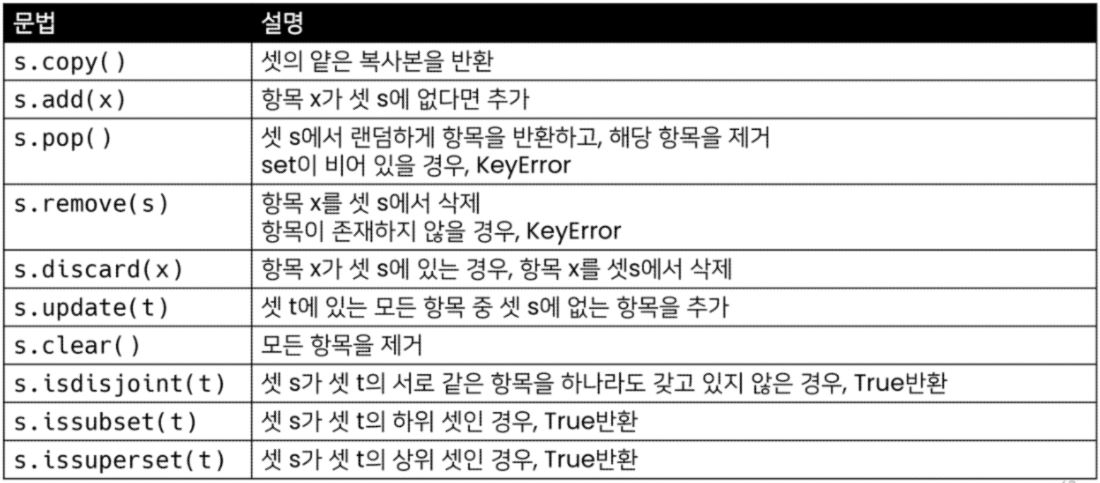 문법 설명
s.copy() 셋의 얕은 복사본을 반환
s.add(x) 항목 x가 셋 s에 없다면 추가
s.pop() 셋 s에서 랜덤하게 항목을 반환하고, 해당 항목을 제거
set이 비어 있을 경우, KeyError
s.remove(s) 항목 x를 셋 s에서 삭제
항목이 존재하지 않을 경우, KeyError
s.discard(x) 항목 x가 셋 s에 있는 경우, 항목 x를 셋s에서 삭제
s.update(t) 셋 t에 있는 모든 항목 중 셋 s에 없는 항목을 추가
s.clear() 모든 항목을 제거
s.isdisjoint(t) 셋 s가 셋 t의 서로 같은 항목을 하나라도 갖고 있지 않은 경우, True반환
s.issubset(t) 셋 s가 셋 t의 하위 셋인 경우, True반환
s.issuperset(t) 셋 s가 셋 t의 상위 셋인 경우, True반환